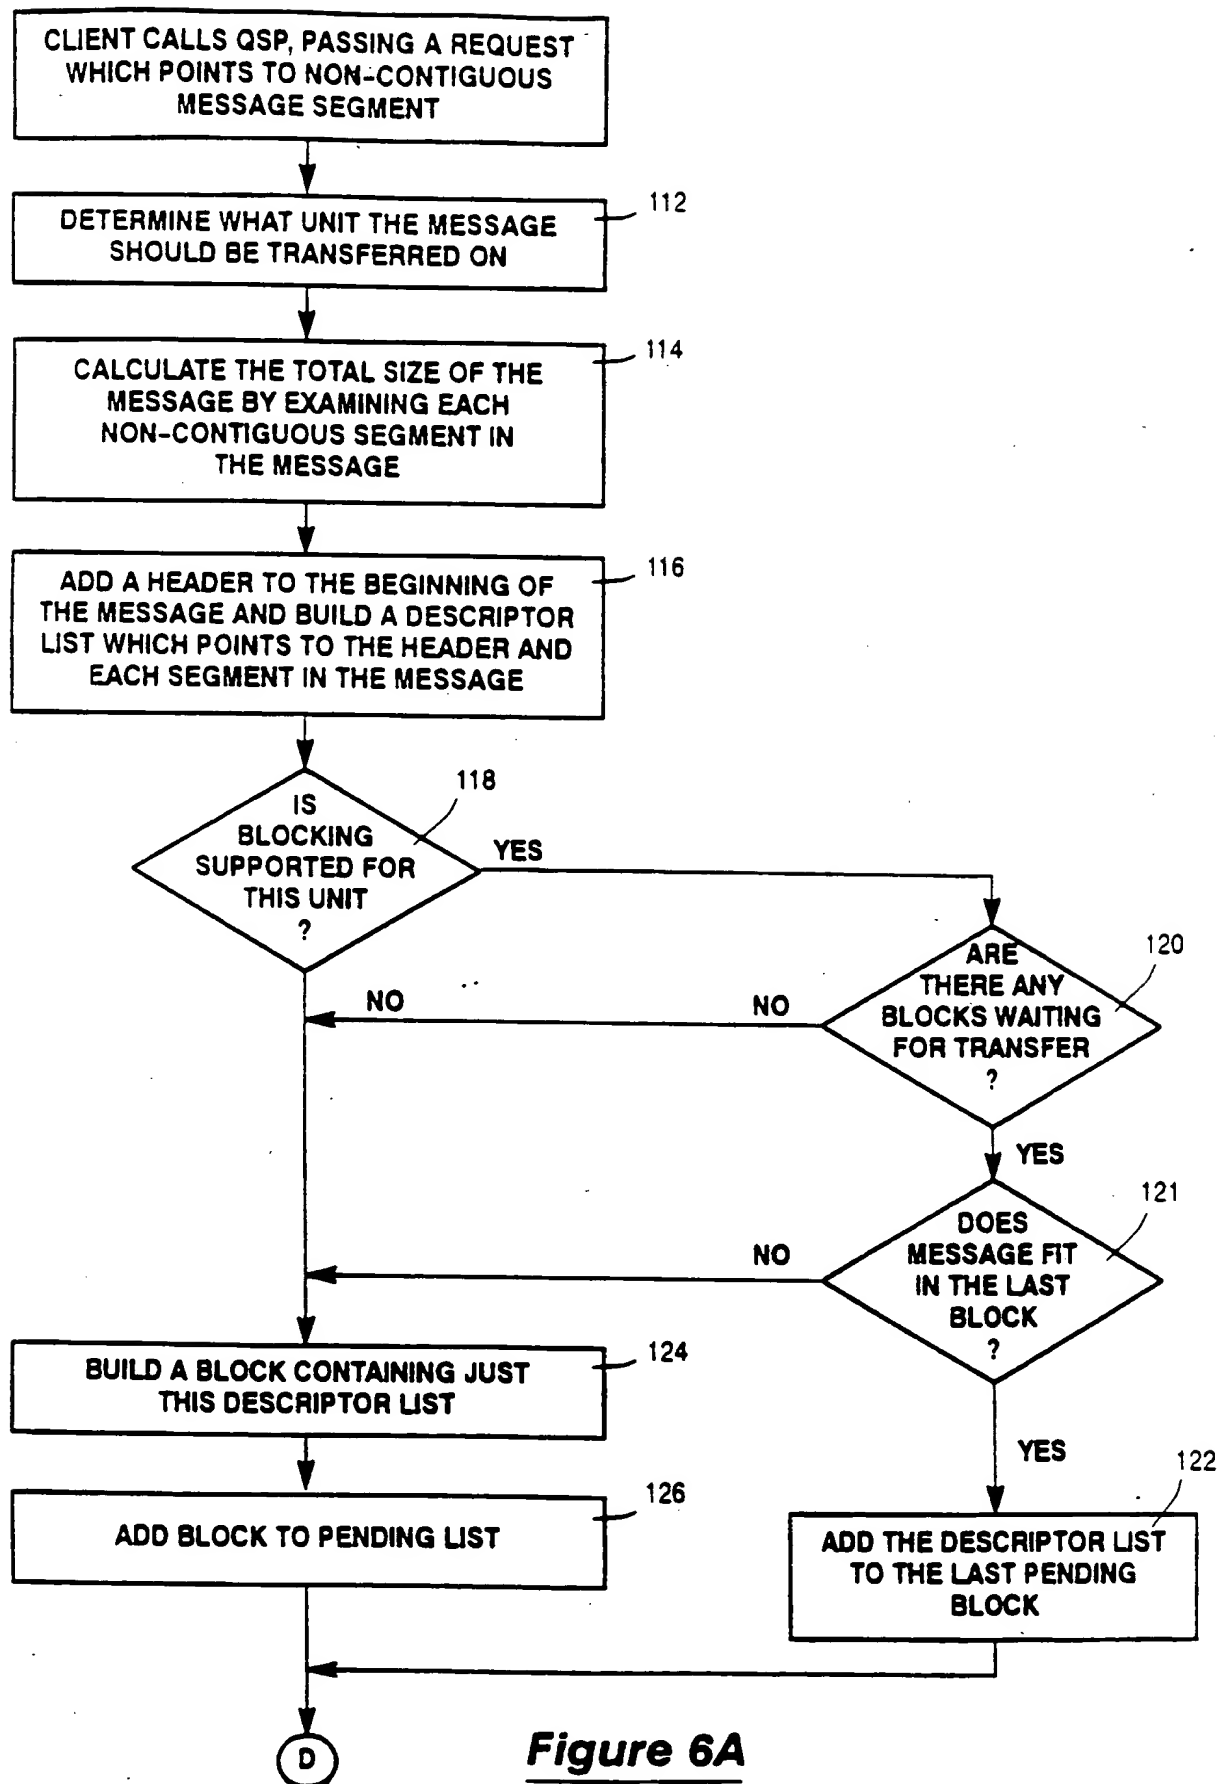 CLIENT CALLS QSP, PASSING A REQUEST
WHICH POINTS TO NON-CONTIGUOUS
MESSAGE SEGMENT
112
DETERMINE WHAT UNIT THE MESSAGE
SHOULD BE TRANSFERRED ON
114
CALCULATE THE TOTAL SIZE OF THE
MESSAGE BY EXAMINING EACH
NON-CONTIGUOUS SEGMENT IN
THE MESSAGE
116
ADD A HEADER TO THE BEGINNING OF
THE MESSAGE AND BUILD A DESCRIPTOR
LIST WHICH POINTS TO THE HEADER AND
EACH SEGMENT IN THE MESSAGE
118
IS
BLOCKING
SUPPORTED FOR
THIS UNIT
?
YES
NO
120
ARE
THERE ANY
BLOCKS WAITING
FOR TRANSFER
?
NO
YES
121
DOES
MESSAGE FIT
IN THE LAST
BLOCK
?
NO
YES
124
BUILD A BLOCK CONTAINING JUST
THIS DESCRIPTOR LIST
126
ADD BLOCK TO PENDING LIST
122
ADD THE DESCRIPTOR LIST
TO THE LAST PENDING
BLOCK
D
Figure 6A